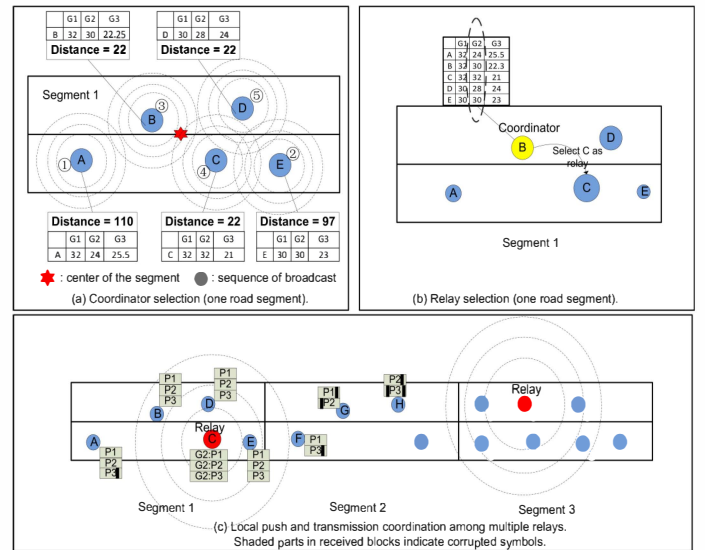 G1 G2 G3
B 32 30 22.25
Distance = 22
G1 G2 G3
D 30 28 24
Distance = 22
Segment 1
③
B
⑤
D
①
A
④
C
②
E
Distance = 110
G1 G2 G3
A 32 24 25.5
Distance = 22
G1 G2 G3
C 32 32 21
Distance = 97
G1 G2 G3
E 30 30 23
: center of the segment
: sequence of broadcast
(a) Coordinator selection (one road segment).
G1 G2 G3
A 32 24 25.5
B 32 30 22.3
C 32 32 21
D 30 28 24
E 30 30 23
Coordinator
B
D
Select C as
relay
A
C
E
Segment 1
(b) Relay selection (one road segment).
P1
P2
P3
P1
P2
P3
B
D
P1
P2
G
P2
P3
H
Relay
A
P1
P2
P3
Relay
C
G2:P1
G2:P2
G2:P3
E
P1
P2
P3
F
P1
P3
Segment 1
Segment 2
Segment 3
(c) Local push and transmission coordination among multiple relays.
Shaded parts in received blocks indicate corrupted symbols.